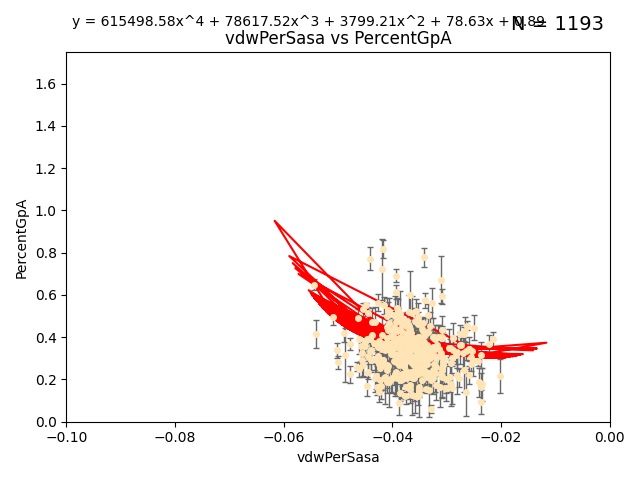 y = 615498.58x^4 + 78617.52x^3 + 3799.21x^2 + 78.63x + 0.89
N = 1193
vdwPerSasa vs PercentGpA
PercentGpA
1.6
1.4
1.2
1.0
0.8
0.6
0.4
0.2
0.0
−0.10 −0.08 −0.06 −0.04 −0.02 0.00
vdwPerSasa